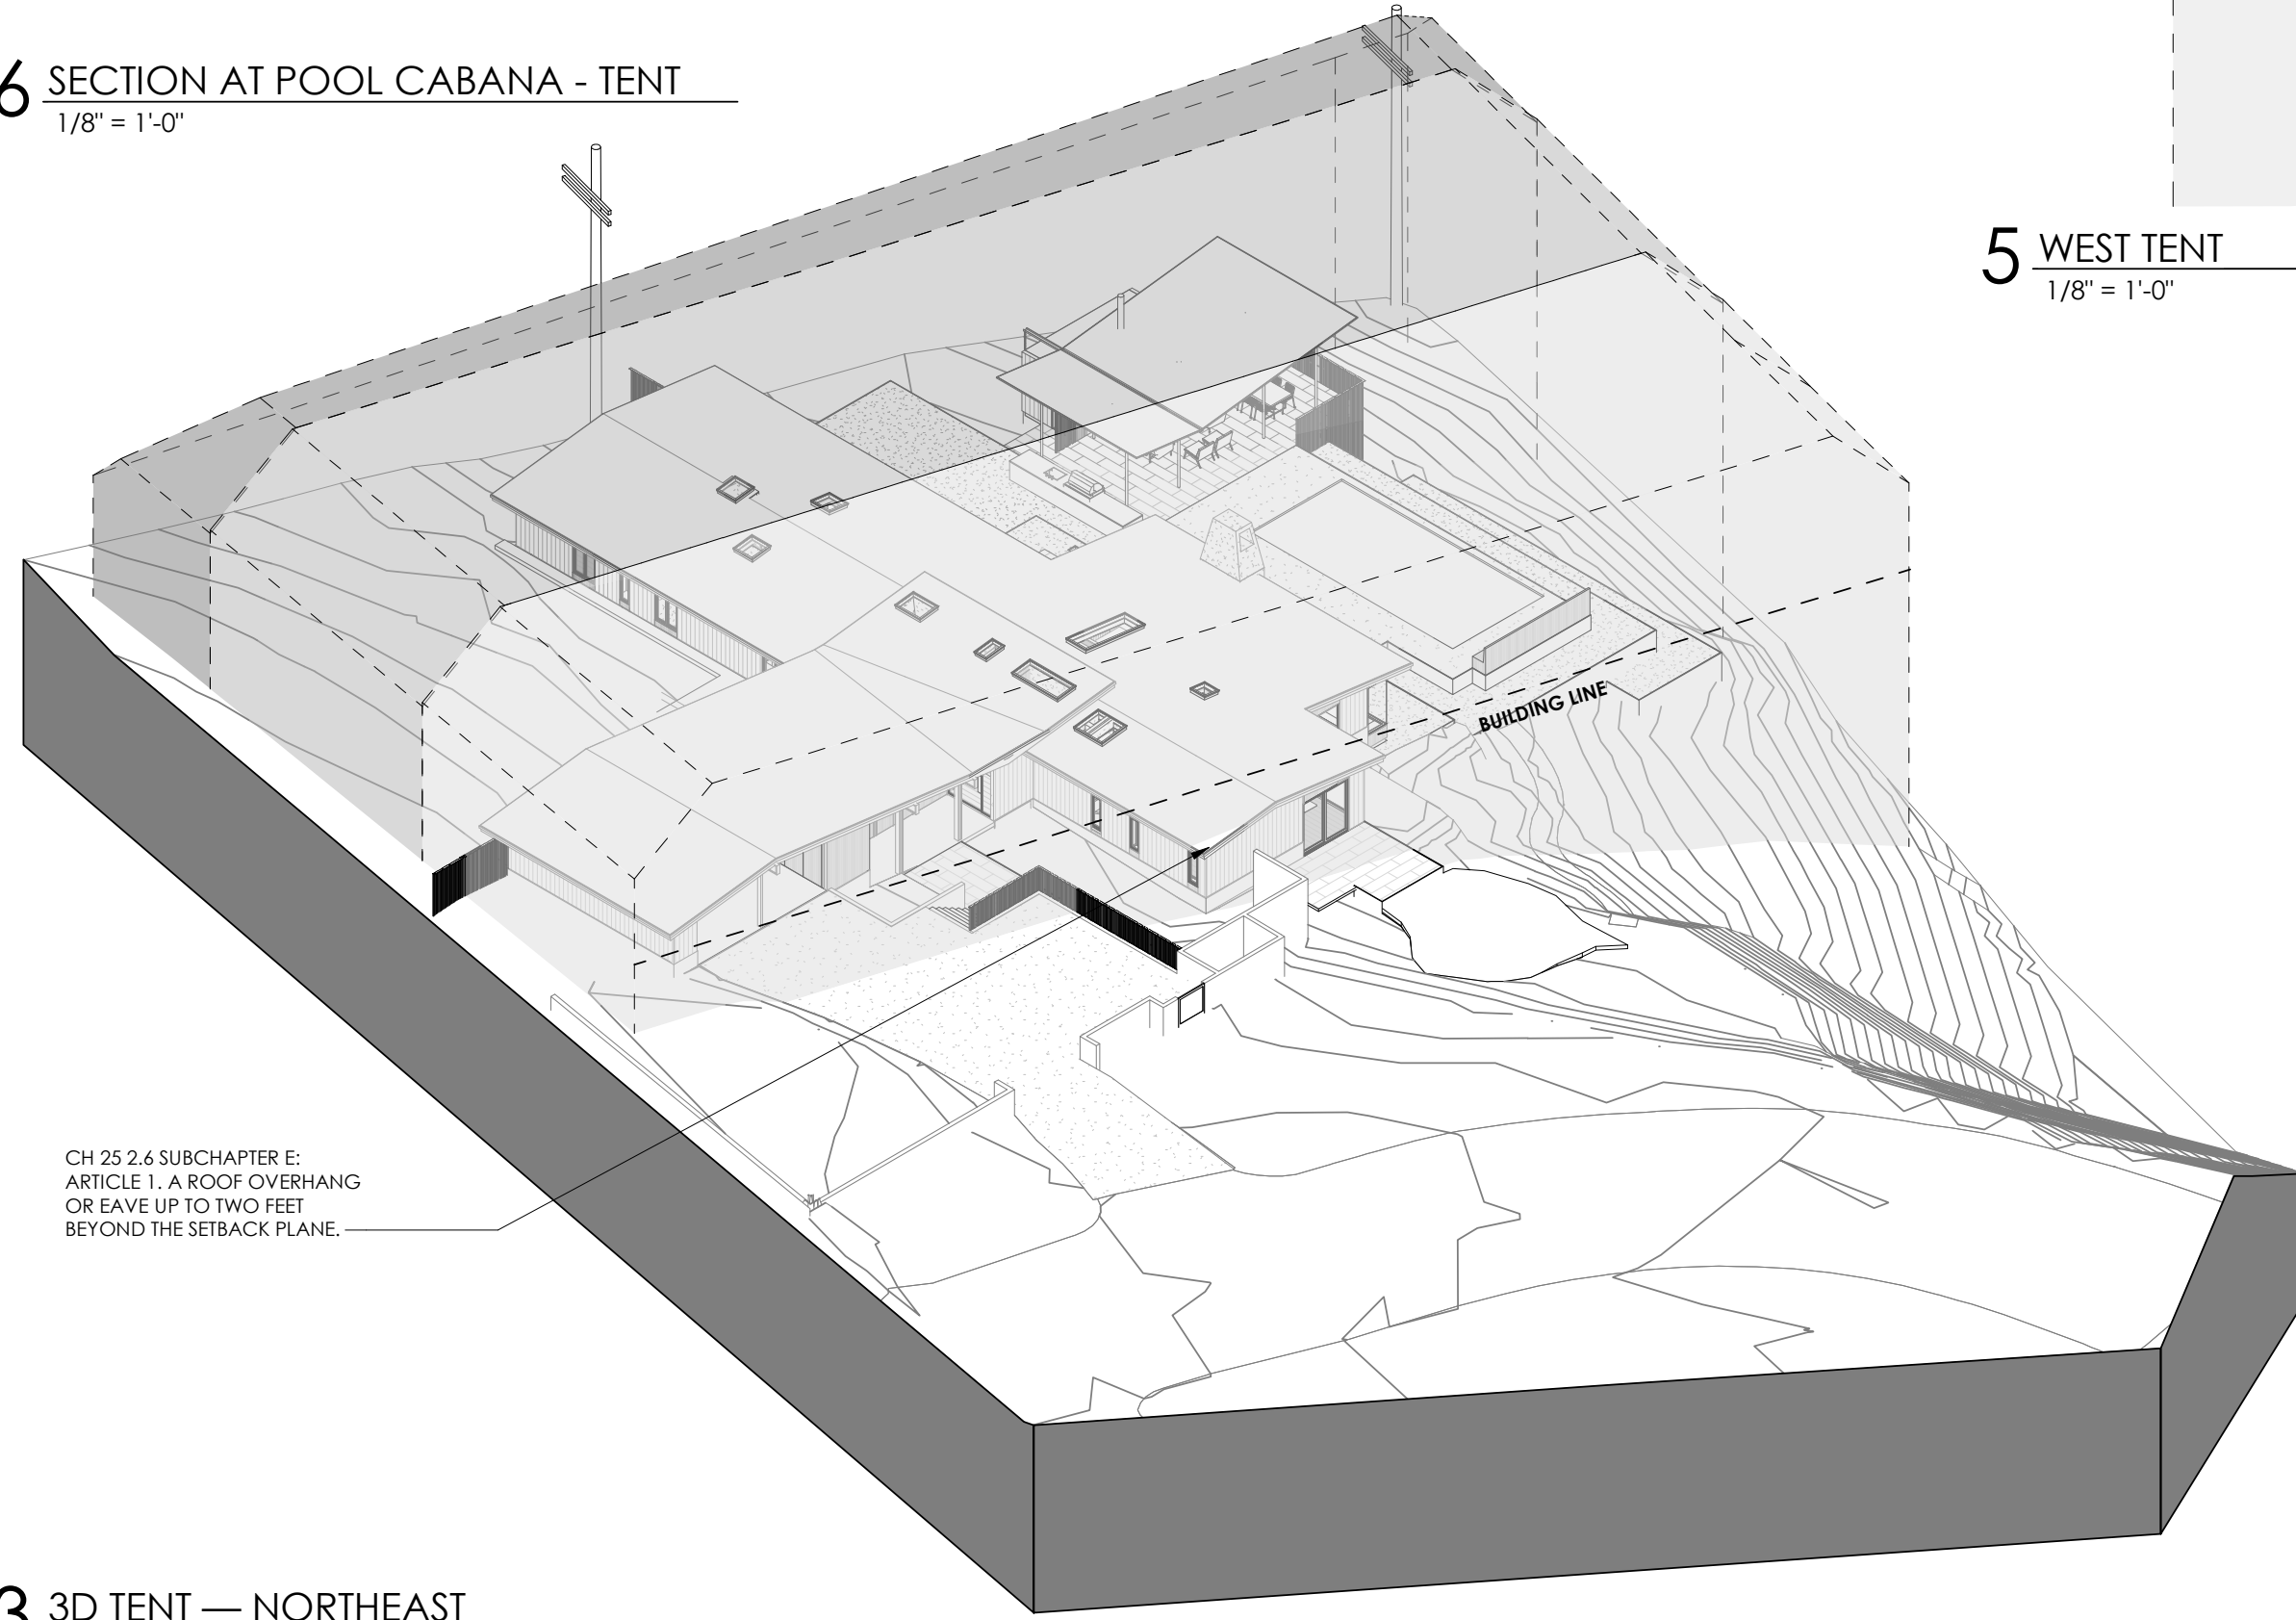 6 SECTION AT POOL CABANA - TENT
1/8" = 1'-0"
5 WEST TENT
1/8" = 1'-0"
BUILDING LINE
CH 25 2.6 SUBCHAPTER E:
ARTICLE 1. A ROOF OVERHANG
OR EAVE UP TO TWO FEET
BEYOND THE SETBACK PLANE.
3 3D TENT — NORTHEAST